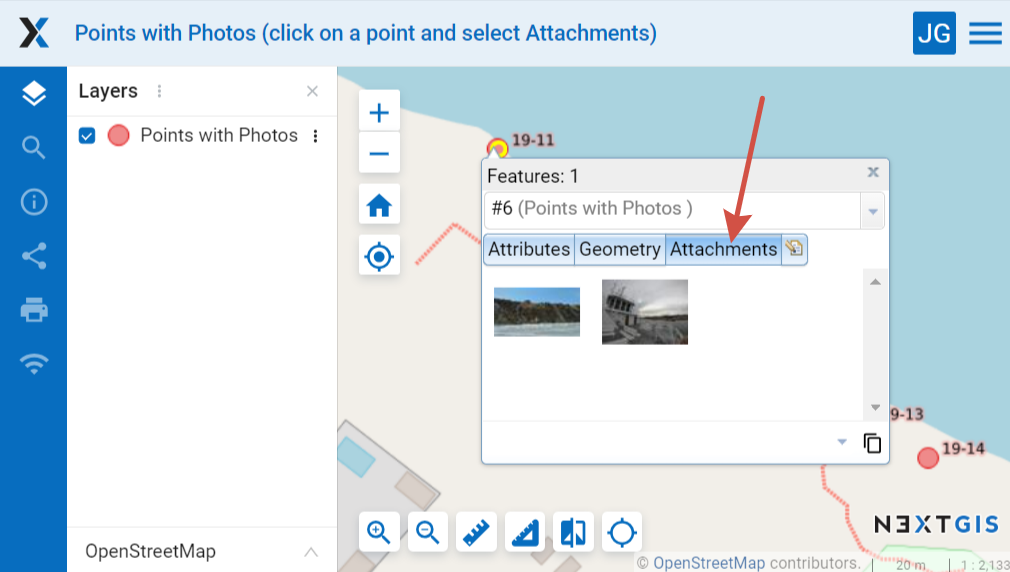 Points with Photos (click on a point and select Attachments)
JG
Layers
Points with Photos
19-11
Features: 1
#6 (Points with Photos )
Attributes Geometry Attachments
9-13
19-14
NEXTGIS
OpenStreetMap
© OpenStreetMap contributors.
20 m
1 : 2,133